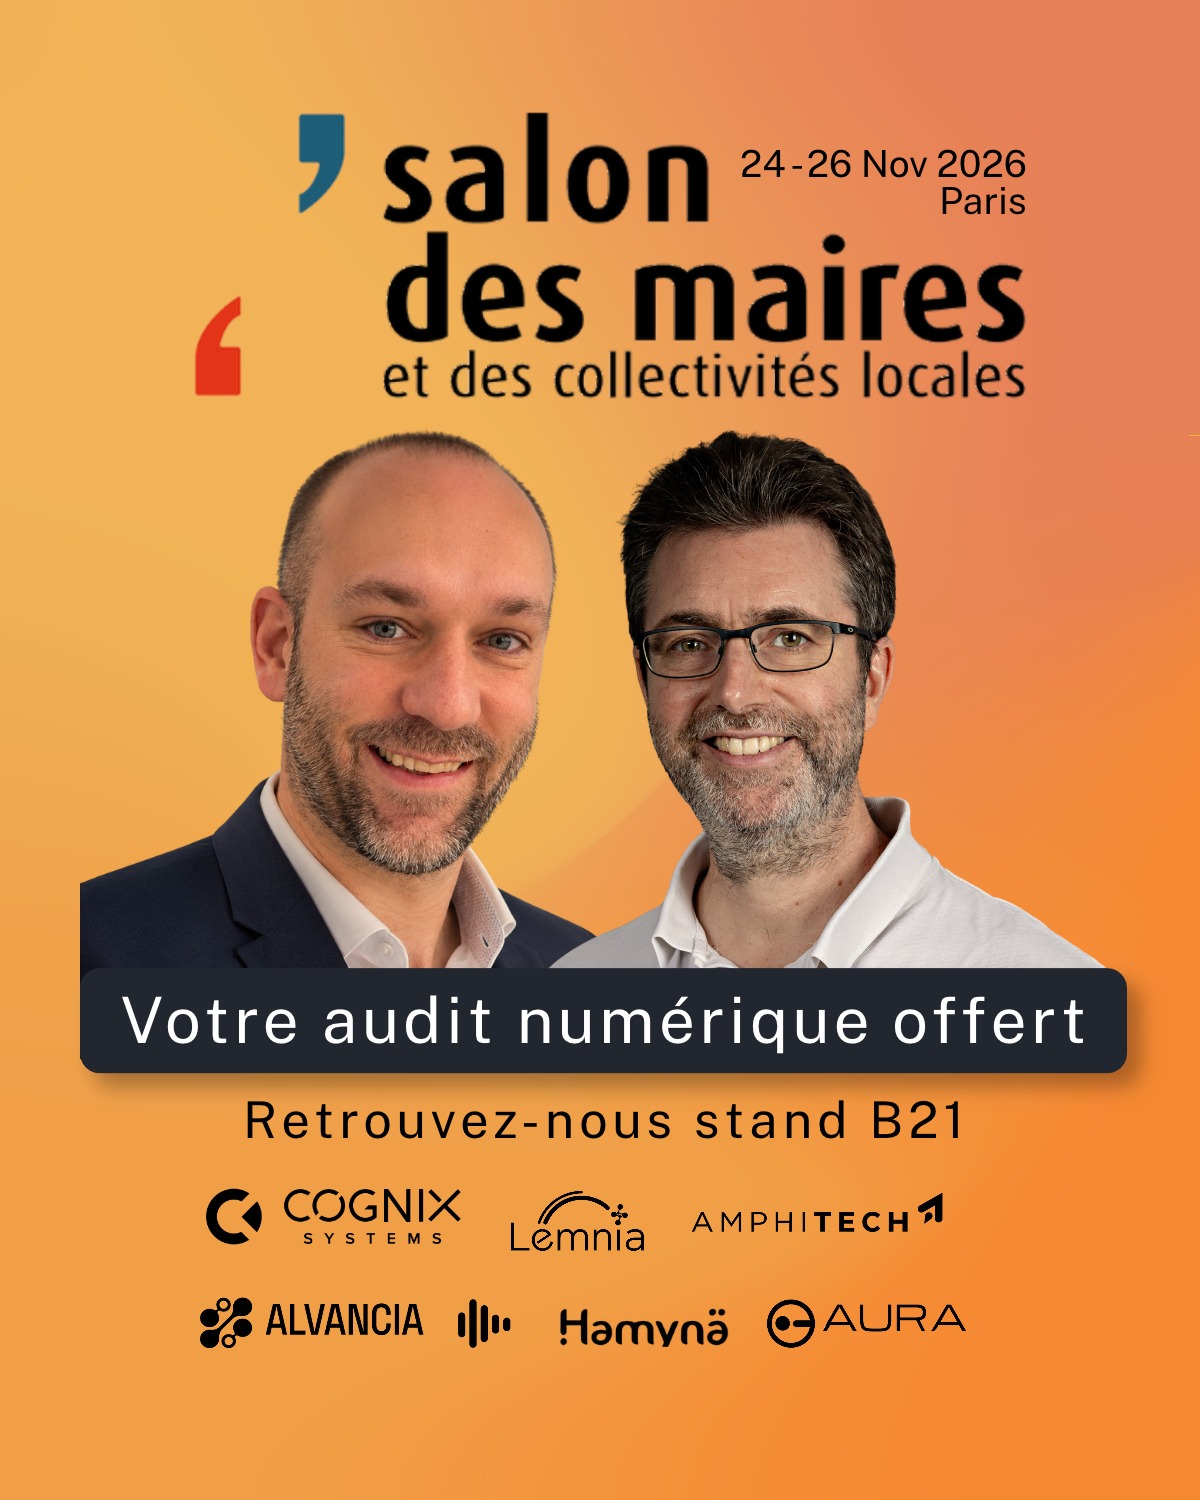 salon
24-26 Nov 2026
Paris
des maires
et des collectivités locales
Votre audit numérique offert
Retrouvez-nous stand B21
COGNIX
SYSTEMS
Lemnia
AMPHITECH
ALVANCIA
Hamynä
AURA